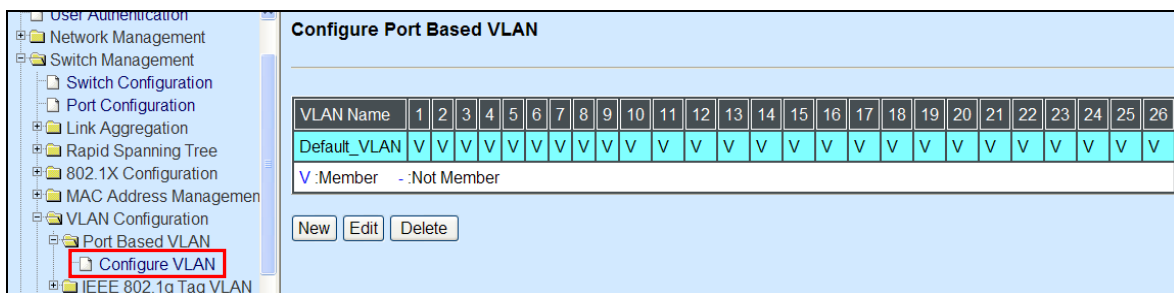 User Authentication
Network Management
Switch Management
Switch Configuration
Port Configuration
Link Aggregation
Rapid Spanning Tree
802.1X Configuration
MAC Address Managemen
VLAN Configuration
Port Based VLAN
Configure VLAN
IEEE 802.1q Tag VLAN
Configure Port Based VLAN
VLAN Name 1 2 3 4 5 6 7 8 9 10 11 12 13 14 15 16 17 18 19 20 21 22 23 24 25 26
Default_VLAN V V V V V V V V V V V V V V V V V V V V V V V V V V
V :Member - :Not Member
New Edit Delete